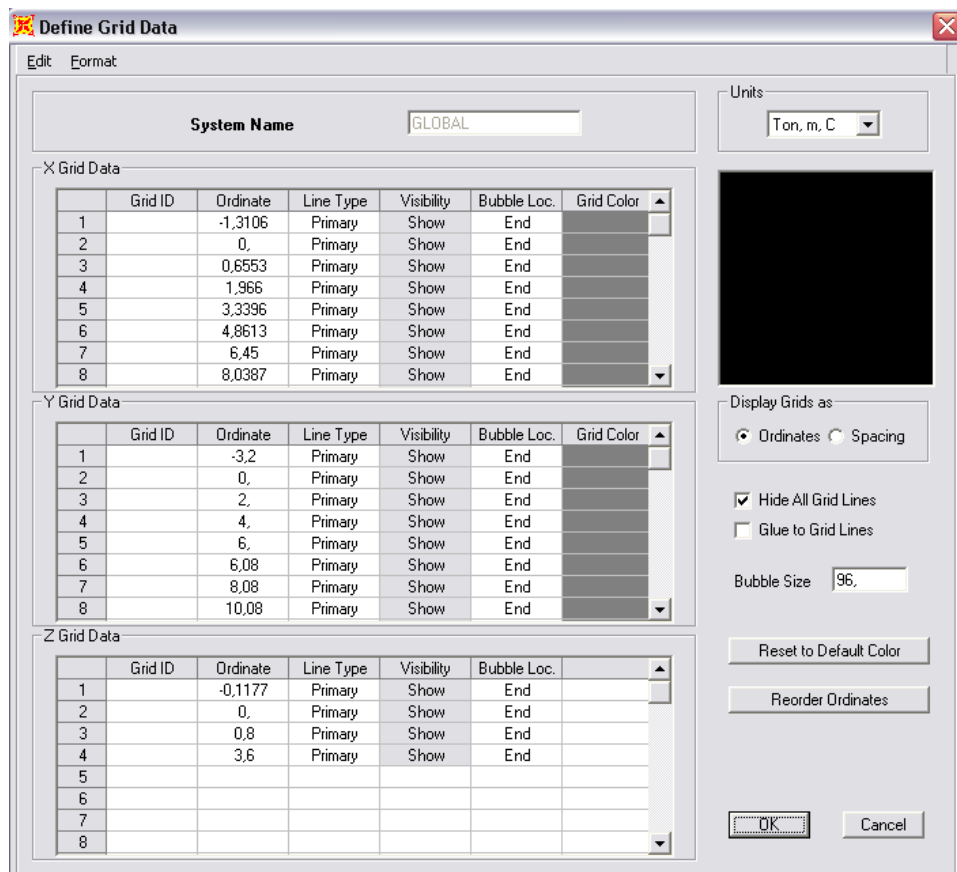 Define Grid Data
Edit Format
System Name GLOBAL
Units
Ton, m, C
X Grid Data
Grid ID Ordinate Line Type Visibility Bubble Loc. Grid Color
1 -1,3106 Primary Show End
2 0, Primary Show End
3 0,6553 Primary Show End
4 1,966 Primary Show End
5 3,3396 Primary Show End
6 4,8613 Primary Show End
7 6,45 Primary Show End
8 8,0387 Primary Show End
Y Grid Data
Grid ID Ordinate Line Type Visibility Bubble Loc. Grid Color
1 -3,2 Primary Show End
2 0, Primary Show End
3 2, Primary Show End
4 4, Primary Show End
5 6, Primary Show End
6 6,08 Primary Show End
7 8,08 Primary Show End
8 10,08 Primary Show End
Z Grid Data
Grid ID Ordinate Line Type Visibility Bubble Loc.
1 -0,1177 Primary Show End
2 0, Primary Show End
3 0,8 Primary Show End
4 3,6 Primary Show End
5
6
7
8
Display Grids as
Ordinates Spacing
Hide All Grid Lines
Glue to Grid Lines
Bubble Size 96,
Reset to Default Color
Reorder Ordinates
OK Cancel